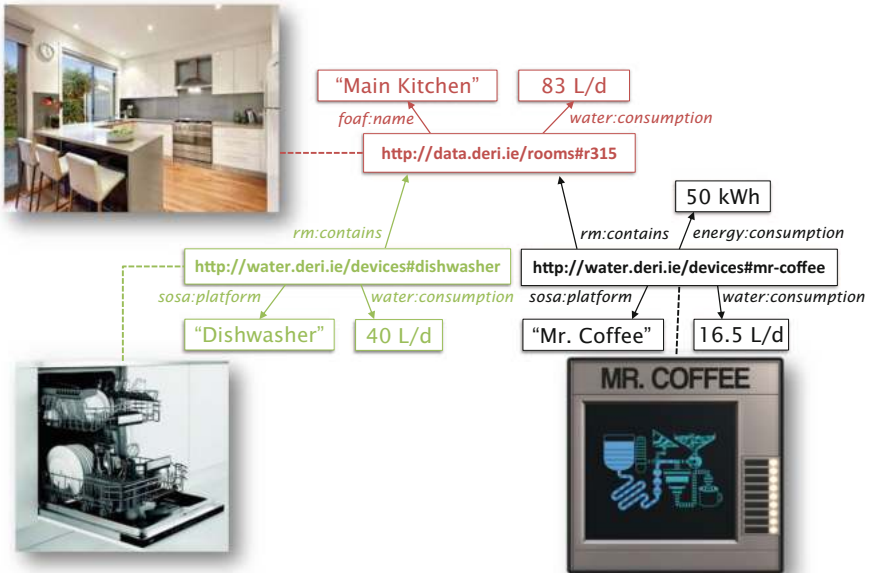 “Main Kitchen”
83 L/d
foaf:name
water:consumption
http://data.deri.ie/rooms#r315
50 kWh
rm:contains
rm:contains
energy:consumption
http://water.deri.ie/devices#dishwasher
http://water.deri.ie/devices#mr-coffee
sosa:platform
water:consumption
sosa:platform
water:consumption
“Dishwasher”
40 L/d
“Mr. Coffee”
16.5 L/d
MR. COFFEE